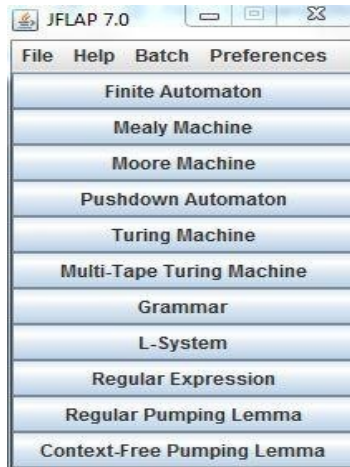 JFLAP 7.0
File Help Batch Preferences
Finite Automaton
Mealy Machine
Moore Machine
Pushdown Automaton
Turing Machine
Multi-Tape Turing Machine
Grammar
L-System
Regular Expression
Regular Pumping Lemma
Context-Free Pumping Lemma